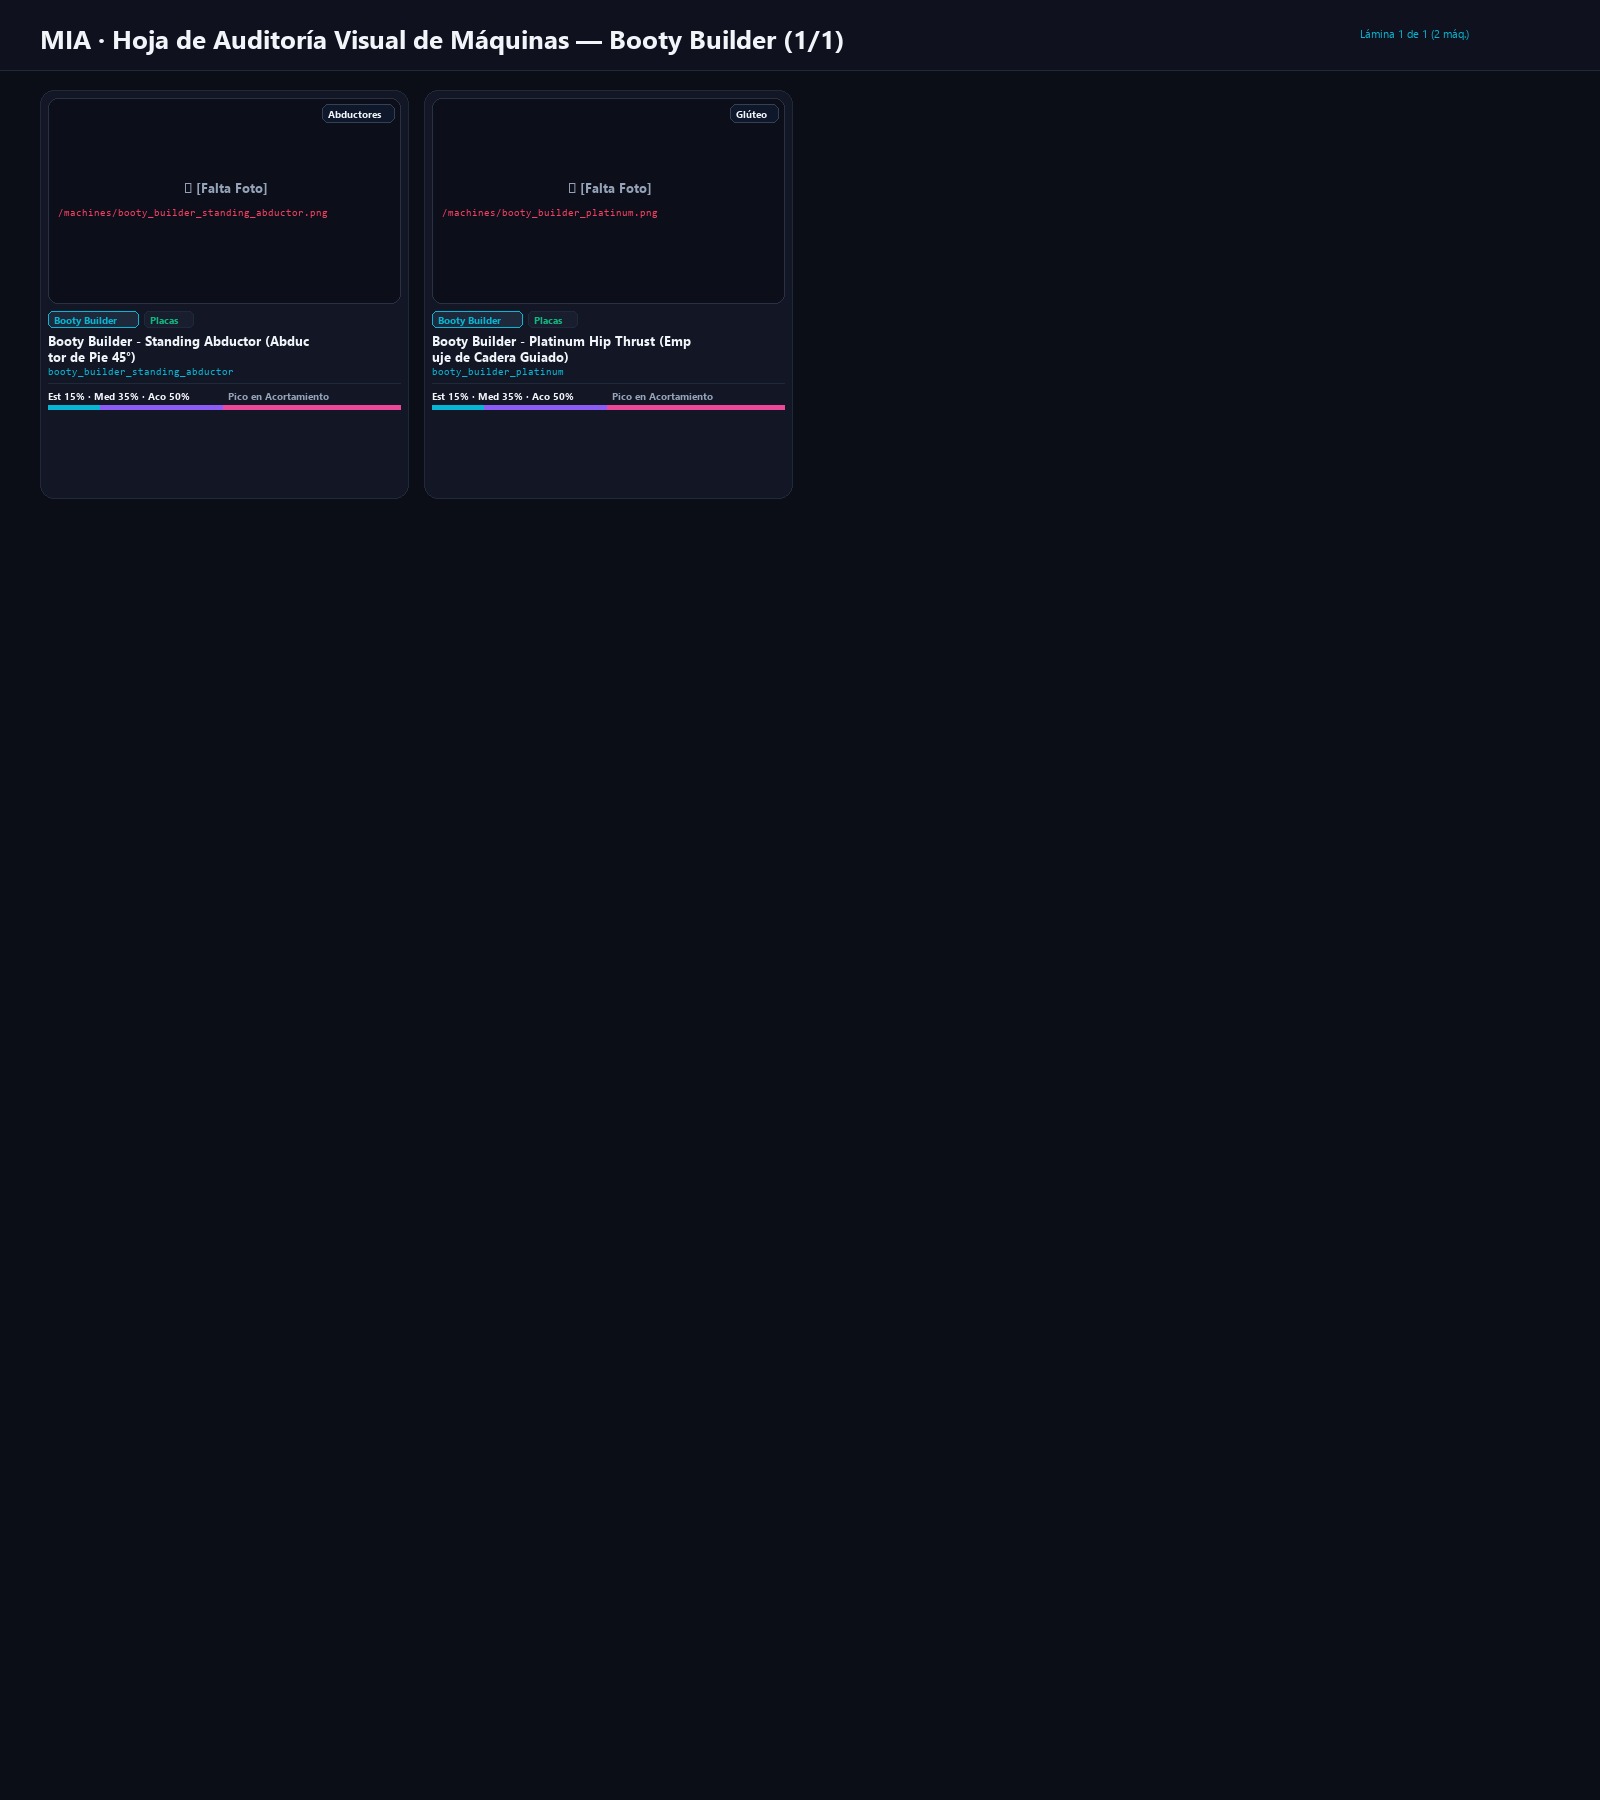 MIA · Hoja de Auditoría Visual de Máquinas — Booty Builder (1/1)
Lámina 1 de 1 (2 máq.)
Abductores
[Falta Foto]
/machines/booty_builder_standing_abductor.png
Booty Builder
Placas
Booty Builder - Standing Abductor (Abduc
tor de Pie 45°)
booty_builder_standing_abductor
Est 15% · Med 35% · Aco 50%
Pico en Acortamiento
Glúteo
[Falta Foto]
/machines/booty_builder_platinum.png
Booty Builder
Placas
Booty Builder - Platinum Hip Thrust (Emp
uje de Cadera Guiado)
booty_builder_platinum
Est 15% · Med 35% · Aco 50%
Pico en Acortamiento